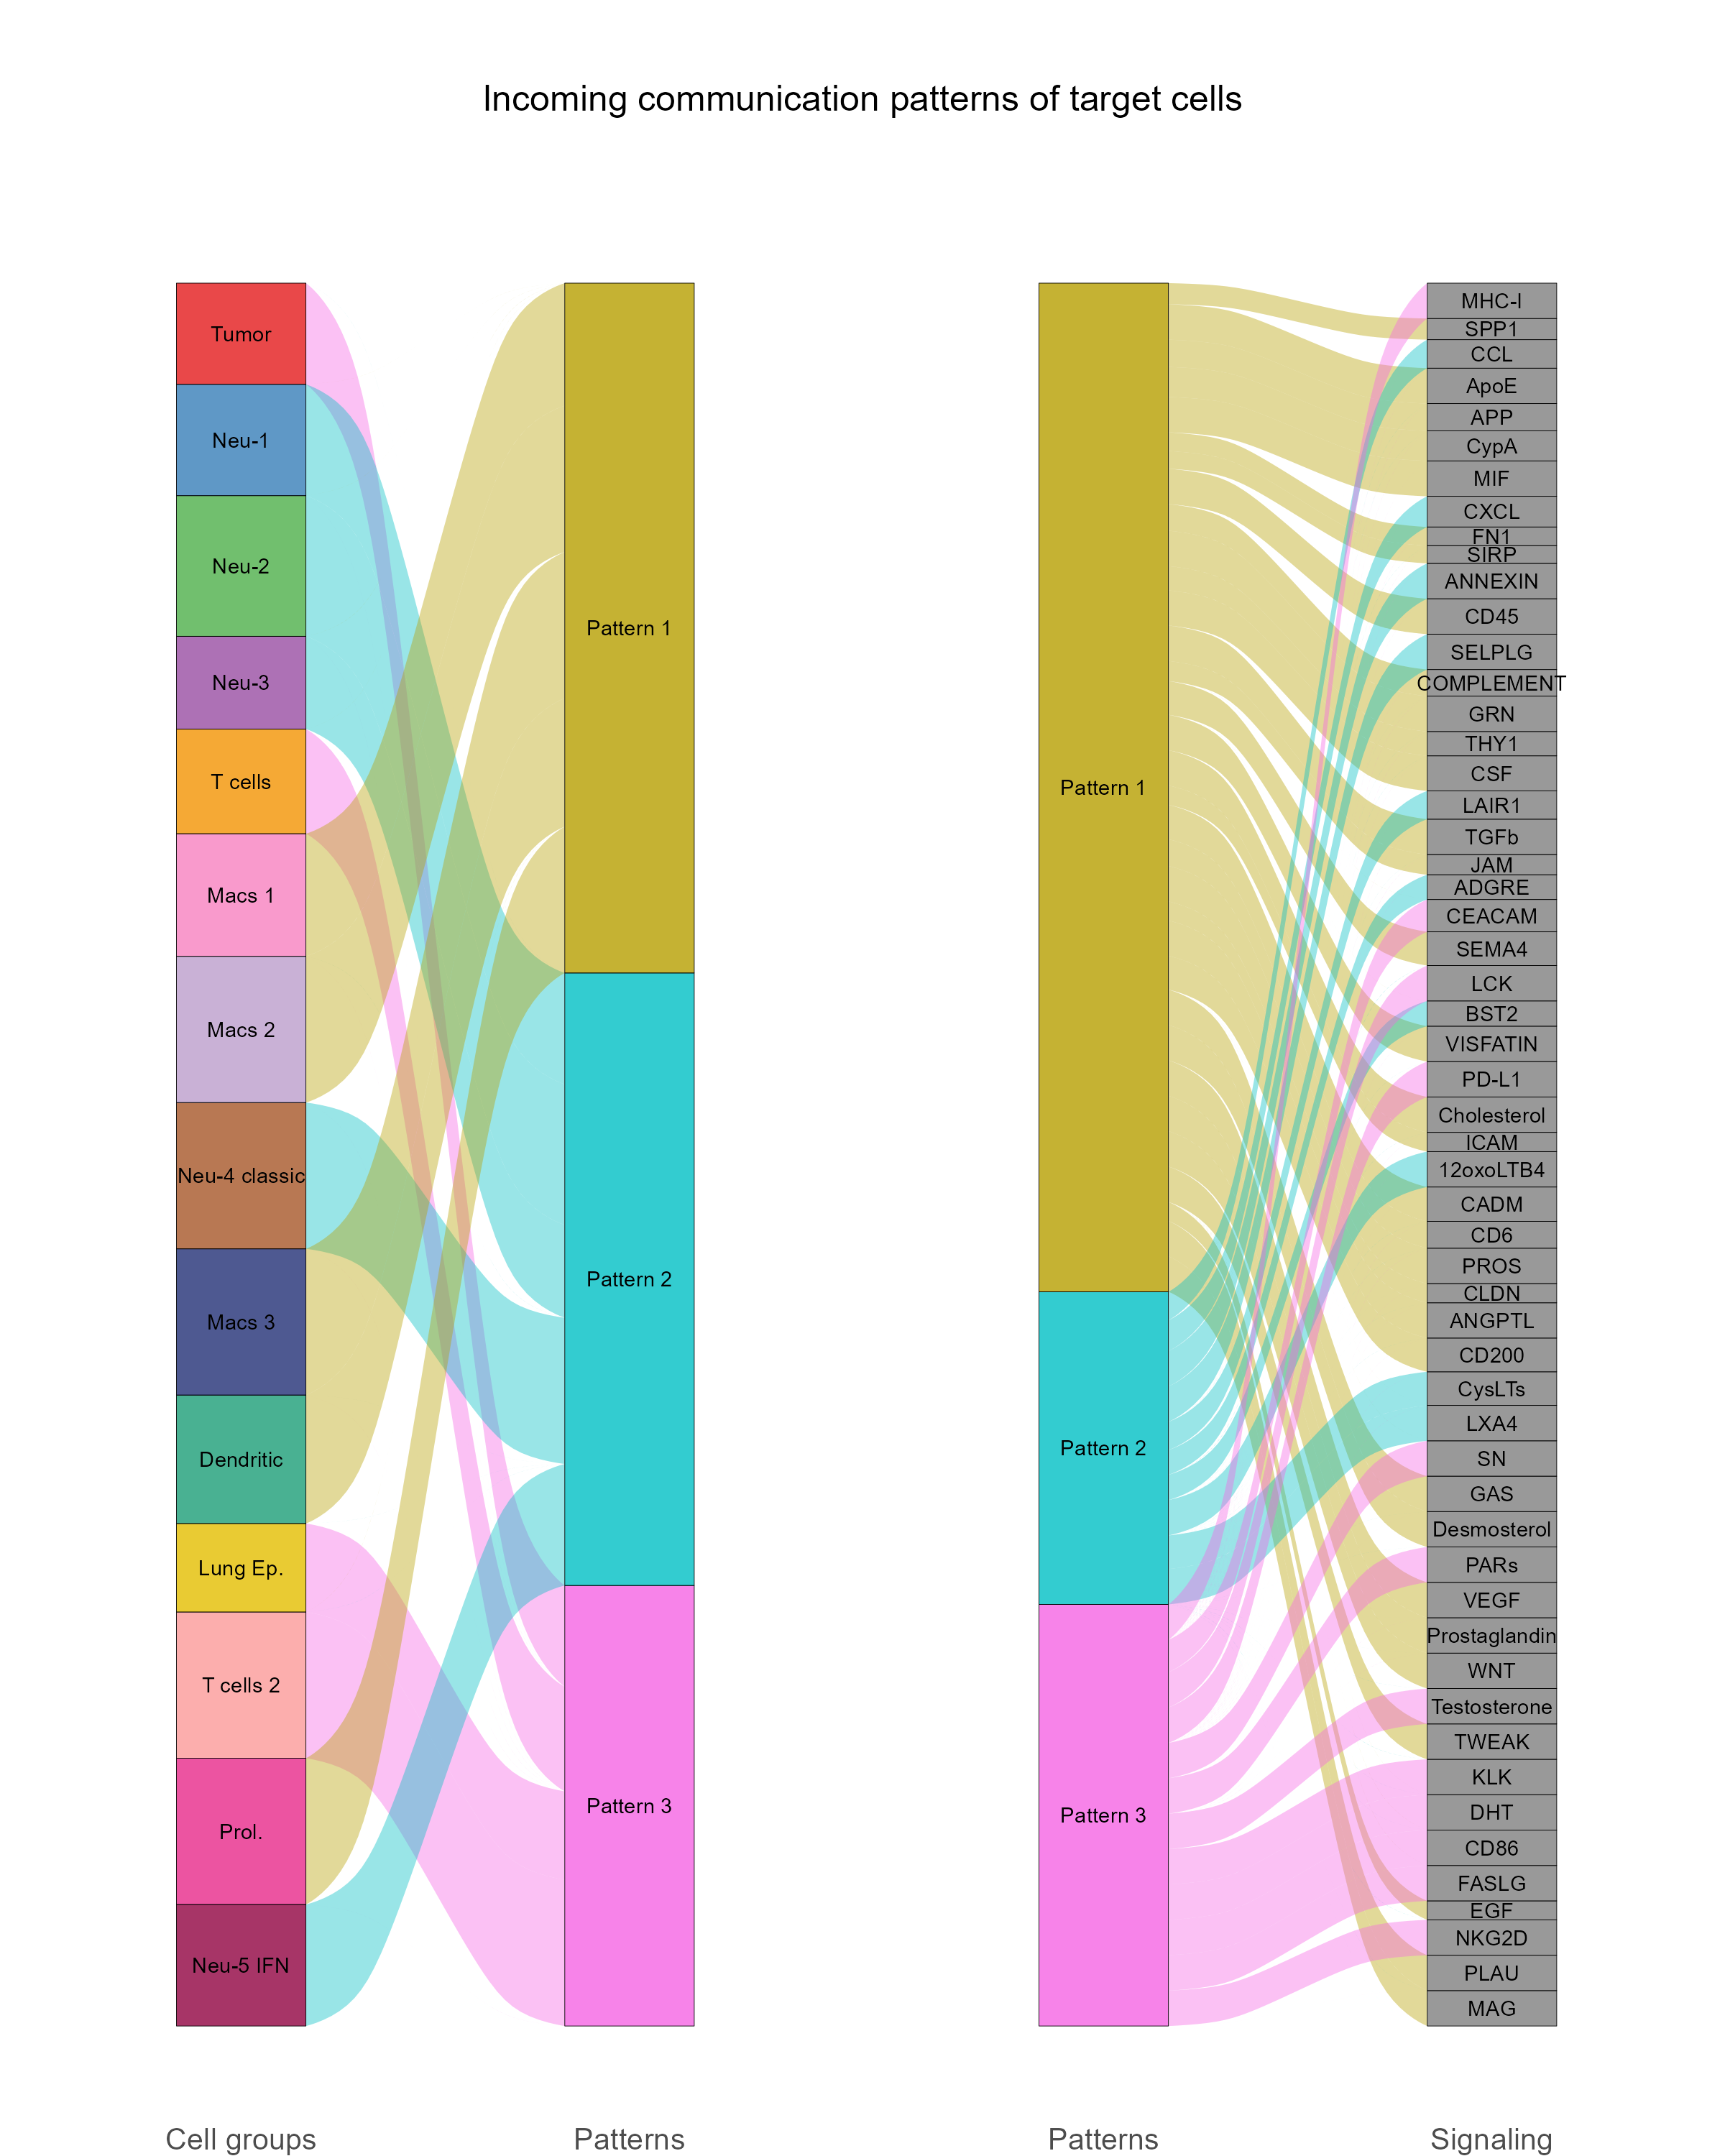 Incoming communication patterns of target cells
Tumor
Neu-1
Neu-2
Neu-3
T cells
Macs 1
Macs 2
Neu-4 classic
Macs 3
Dendritic
Lung Ep.
T cells 2
Prol.
Neu-5 IFN
Pattern 1
Pattern 2
Pattern 3
Pattern 1
Pattern 2
Pattern 3
MHC-I
SPP1
CCL
ApoE
APP
CypA
MIF
CXCL
FN1
SIRP
ANNEXIN
CD45
SELPLG
COMPLEMENT
GRN
THY1
CSF
LAIR1
TGFb
JAM
ADGRE
CEACAM
SEMA4
LCK
BST2
VISFATIN
PD-L1
Cholesterol
ICAM
12oxoLTB4
CADM
CD6
PROS
CLDN
ANGPTL
CD200
CysLTs
LXA4
SN
GAS
Desmosterol
PARs
VEGF
Prostaglandin
WNT
Testosterone
TWEAK
KLK
DHT
CD86
FASLG
EGF
NKG2D
PLAU
MAG
Cell groups
Patterns
Patterns
Signaling